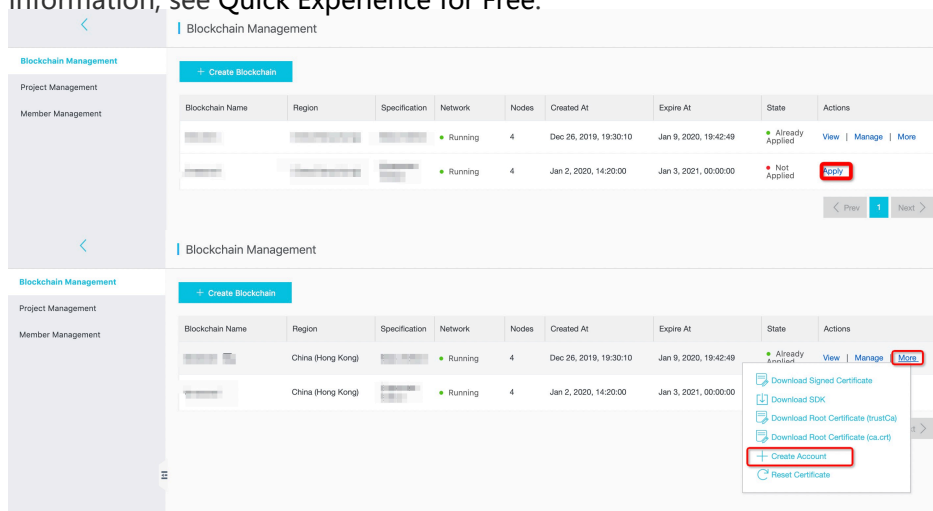 information, see Quick Experience for Free.
Blockchain Management
Blockchain Management
Project Management
Member Management
+ Create Blockchain
Blockchain Name Region Specification Network Nodes Created At Expire At State Actions
Running 4 Dec 26, 2019, 19:30:10 Jan 9, 2020, 19:42:49 Already Applied View | Manage | More
Running 4 Jan 2, 2020, 14:20:00 Jan 3, 2021, 00:00:00 Not Applied Apply
< Prev 1 Next >
Blockchain Management
Blockchain Management
Project Management
Member Management
+ Create Blockchain
Blockchain Name Region Specification Network Nodes Created At Expire At State Actions
China (Hong Kong) Running 4 Dec 26, 2019, 19:30:10 Jan 9, 2020, 19:42:49 Already Applied View | Manage | More
China (Hong Kong) Running 4 Jan 2, 2020, 14:20:00 Jan 3, 2021, 00:00:00
Download Signed Certificate
Download SDK
Download Root Certificate (trustCa)
Download Root Certificate (ca.crt)
+ Create Account
Reset Certificate